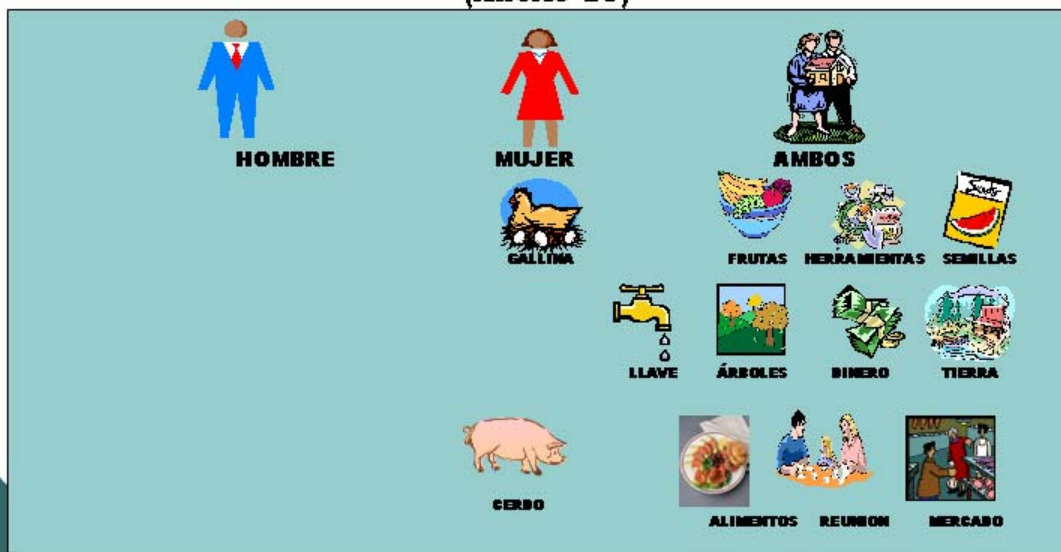 HOMBRE MUJER AMBOS
GALLINA FRUTAS HERRAMIENTAS SEMILLAS
LLAVE ÁRBOLES DINERO TIERRA
CERDO
ALIMENTOS REUNION MERCADO